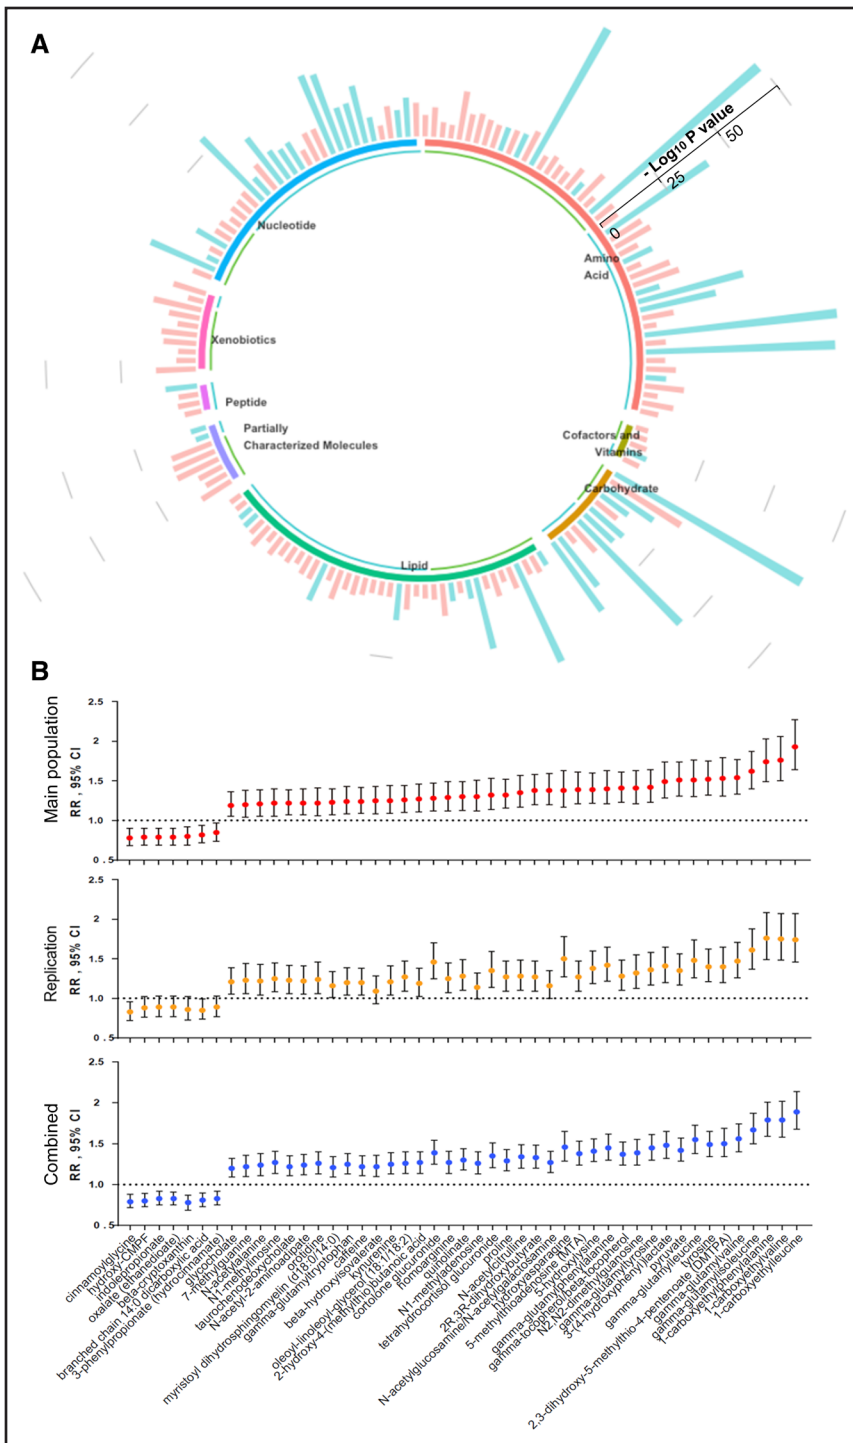 A
- Log10 P value
50
25
0
Nucleotide
Amino
Acid
Xenobiotics
Peptide
Partially
Characterized Molecules
Cofactors and
Vitamins
Carbohydrate
Lipid
B
Main population
RR , 95% CI
2.5
2
1.5
1.0
0.5
Replication
RR , 95% CI
2.5
2
1.5
1.0
0.5
Combined
RR , 95% CI
2.5
2
1.5
1.0
0.5
cinnamoylglycine
hydroxy-CMPF
indolepropionate
oxalate (ethanedioate)
beta-cryptoxanthin
branched chain 14:0 dicarboxylic acid
3-phenylpropionate (hydrocinnamate)
glycocholate
7-methylguanine
N-acetylalanine
N1-methylinosine
taurochenodeoxycholate
N-acetyl-2-aminoadipate
orotidine
myristoyl dihydrosphingomyelin (d18:0/14:0)
gamma-glutamyltryptophan
caffeine
beta-hydroxyisovalerate
kynurenine
oleoyl-linoleoyl-glycerol (18:1/18:2)
2-hydroxy-4-(methylthio)butanoic acid
cortolone glucuronide
homoarginine
quinolinate
N1-methyladenosine
tetrahydrocortisol glucuronide
proline
N-acetylcitrulline
2R,3R-dihydroxybutyrate
N-acetylglucosamine/N-acetylgalactosamine
hydroxyasparagine
5-methylthioadenosine (MTA)
5-hydroxylysine
gamma-glutamylphenylalanine
gamma-tocopherol/beta-tocopherol
N2,N2-dimethylguanosine
gamma-glutamyltyrosine
3-(4-hydroxyphenyl)lactate
pyruvate
gamma-glutamylleucine
tyrosine
2,3-dihydroxy-5-methylthio-4-pentenoate (DMTPA)
gamma-glutamylvaline
gamma-glutamylisoleucine
1-carboxyethylphenylalanine
1-carboxyethylvaline
1-carboxyethylleucine